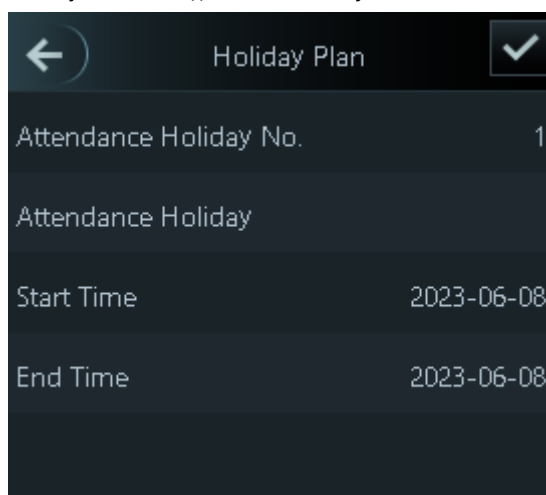 Holiday Plan
Attendance Holiday No. 1
Attendance Holiday
Start Time 2023-06-08
End Time 2023-06-08